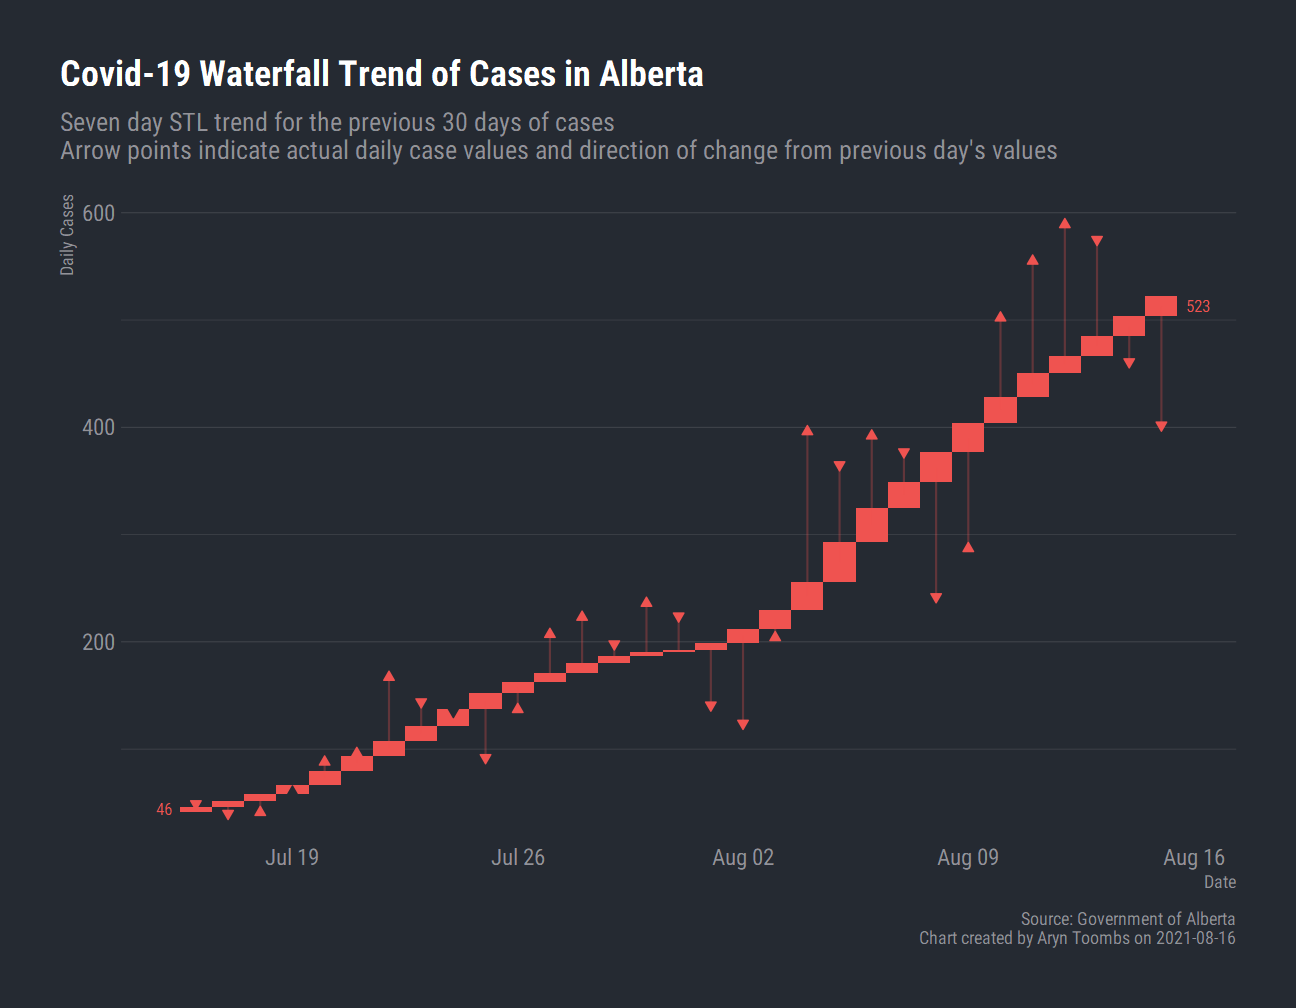 Covid-19 Waterfall Trend of Cases in Alberta
Seven day STL trend for the previous 30 days of cases
Arrow points indicate actual daily case values and direction of change from previous day's values
Daily Cases
600
400
200
46
523
Jul 19
Jul 26
Aug 02
Aug 09
Aug 16
Date
Source: Government of Alberta
Chart created by Aryn Toombs on 2021-08-16